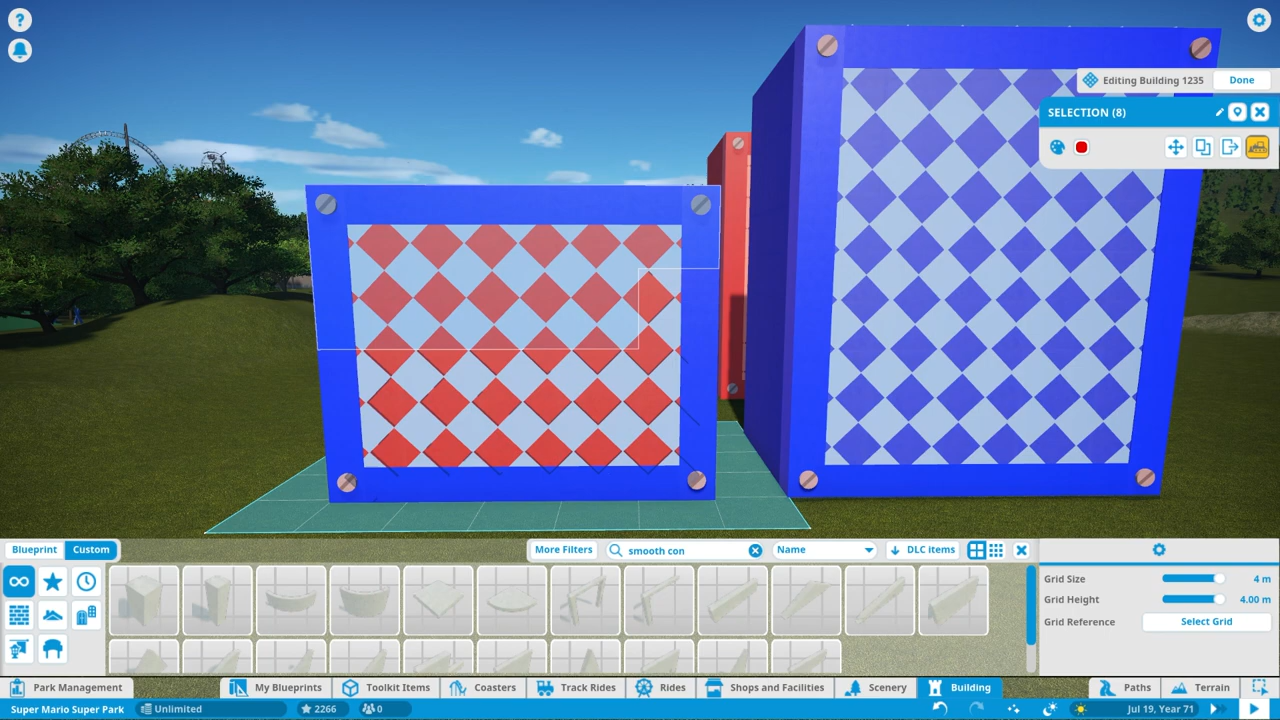 Editing Building 1235
Done
SELECTION (8)
Blueprint
Custom
More Filters
smooth con
Name
DLC items
Grid Size
4 m
Grid Height
4.00 m
Grid Reference
Select Grid
Park Management
My Blueprints
Toolkit Items
Coasters
Track Rides
Rides
Shops and Facilities
Scenery
Building
Paths
Terrain
Super Mario Super Park
Unlimited
2266
0
Jul 19, Year 71